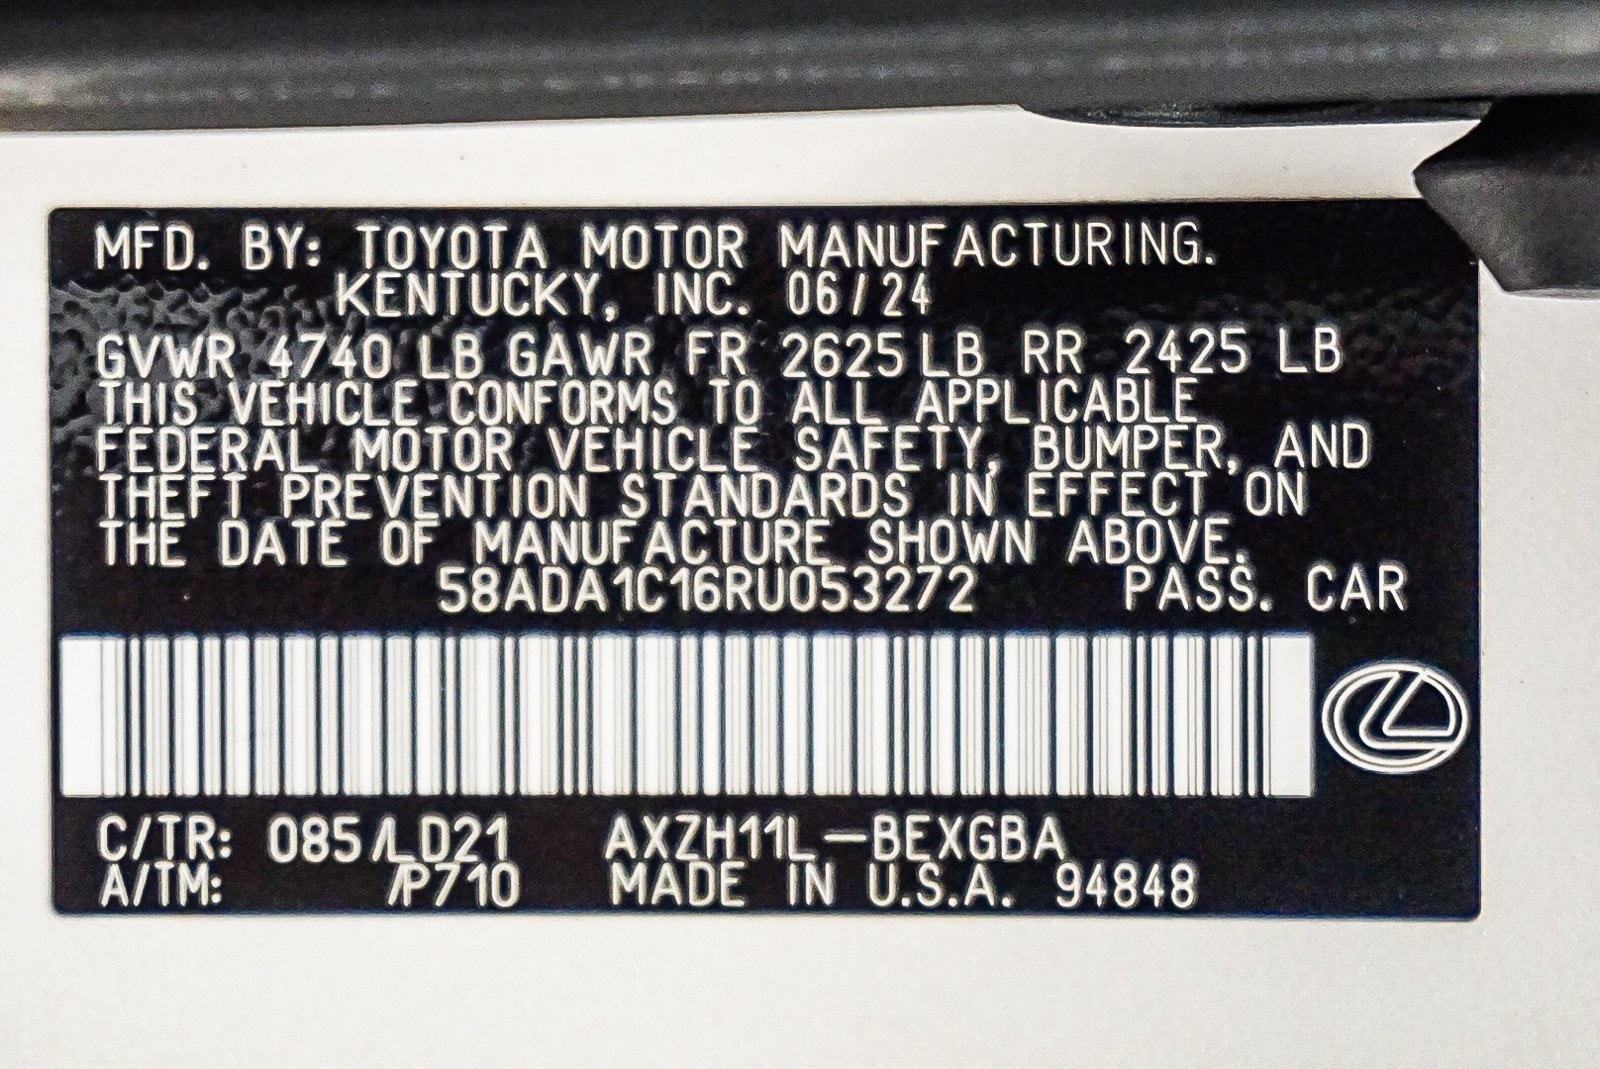 MFD. BY: TOYOTA MOTOR MANUFACTURING.
KENTUCKY, INC. 06/24
GVWR 4740 LB GAWR FR 2625 LB RR 2425 LB
THIS VEHICLE CONFORMS TO ALL APPLICABLE
FEDERAL MOTOR VEHICLE SAFETY, BUMPER, AND
THEFT PREVENTION STANDARDS IN EFFECT ON
THE DATE OF MANUFACTURE SHOWN ABOVE.
58ADA1C16RU053272 PASS. CAR
C/TR: 085/LD21 AXZH11L-BEXGBA
A/TM: /P710 MADE IN U.S.A. 94848